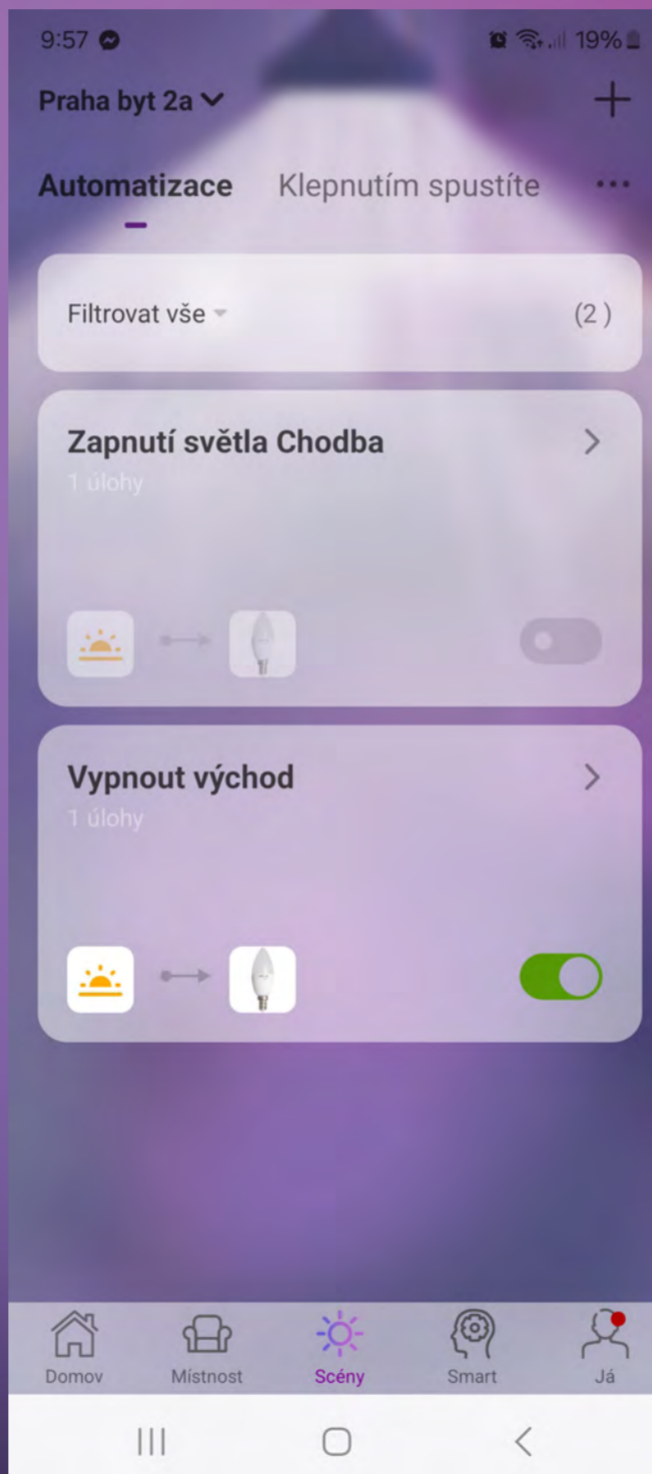 9:57 19%
Praha byt 2a
Automatizace Klepnutím spustíte
Filtrovat vše (2 )
Zapnutí světla Chodba
1 úlohy
Vypnout východ
1 úlohy
Domov Místnost Scény Smart Já